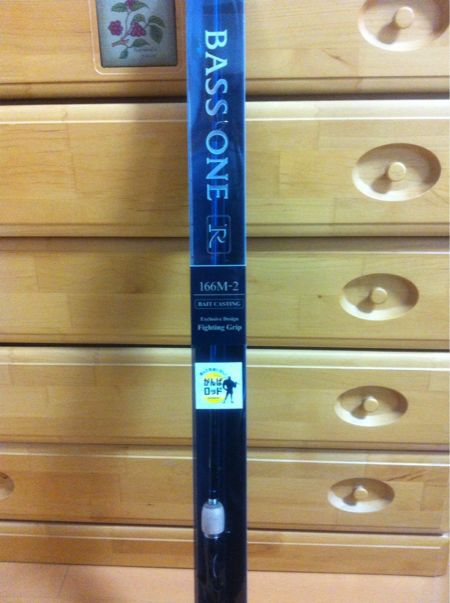 BASS ONE
R
166M-2
BAIT CASTING
Exclusive Design
Fighting Grip
がんば
ロッド